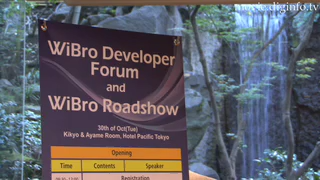 movie.diginfo.tv
WiBro Developer
Forum
and
WiBro Roadshow
30th of Oct(Tue)
Kikyo & Ayame Room, Hotel Pacific Tokyo
Opening
Time Contents Speaker
Registration